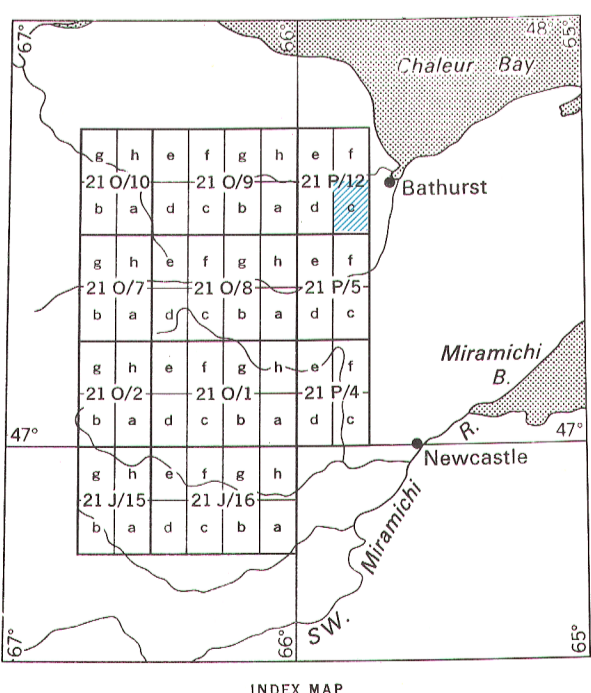 67° 66° 48° 65°
Chaleur Bay
g h e f g h e f
21 O/10 21 O/9 21 P/12
Bathurst
b a d c b a d c
g h e f g h e f
21 O/7 21 O/8 21 P/5
b a d c b a d c
Miramichi
B.
g h e f g h e f
21 O/2 21 O/1 21 P/4
b a d c b a d c
R.
47° 47°
Newcastle
g h e f g h
21 J/15 21 J/16
b a d c b a
Miramichi
SW.
67° 66° 65°
INDEX MAP